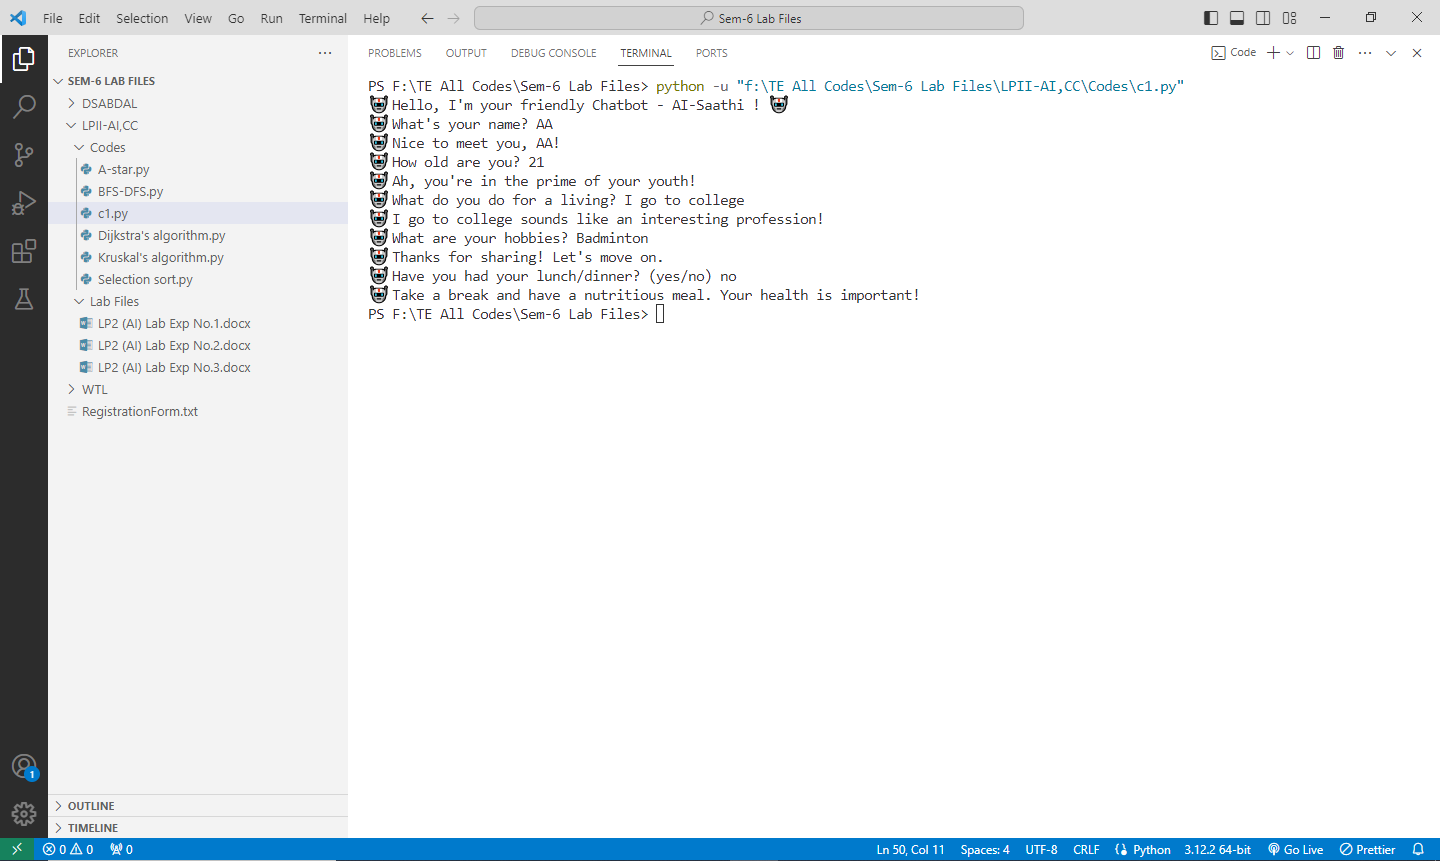 File Edit Selection View Go Run Terminal Help
Sem-6 Lab Files
EXPLORER
SEM-6 LAB FILES
DSABDAL
LPII-AI,CC
Codes
A-star.py
BFS-DFS.py
c1.py
Dijkstra's algorithm.py
Kruskal's algorithm.py
Selection sort.py
Lab Files
LP2 (AI) Lab Exp No.1.docx
LP2 (AI) Lab Exp No.2.docx
LP2 (AI) Lab Exp No.3.docx
WTL
RegistrationForm.txt
OUTLINE
TIMELINE
PROBLEMS OUTPUT DEBUG CONSOLE TERMINAL PORTS
Code
PS F:\TE All Codes\Sem-6 Lab Files> python -u "f:\TE All Codes\Sem-6 Lab Files\LPII-AI,CC\Codes\c1.py"
Hello, I'm your friendly Chatbot - AI-Saathi !
What's your name? AA
Nice to meet you, AA!
How old are you? 21
Ah, you're in the prime of your youth!
What do you do for a living? I go to college
I go to college sounds like an interesting profession!
What are your hobbies? Badminton
Thanks for sharing! Let's move on.
Have you had your lunch/dinner? (yes/no) no
Take a break and have a nutritious meal. Your health is important!
PS F:\TE All Codes\Sem-6 Lab Files>
1
0 0 0 Ln 50, Col 11 Spaces: 4 UTF-8 CRLF Python 3.12.2 64-bit Go Live Prettier